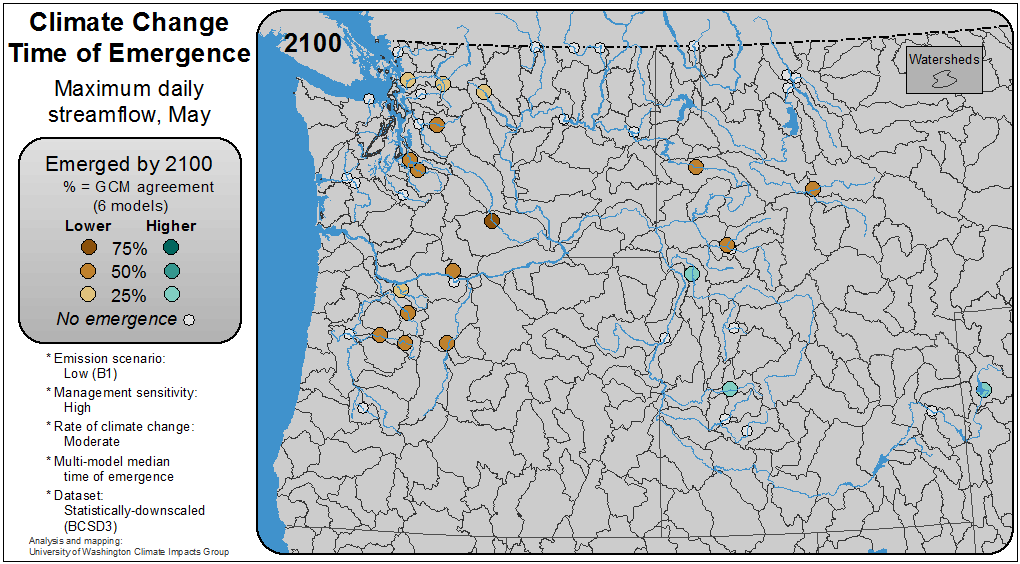 Climate Change
Time of Emergence
Maximum daily
streamflow, May
Emerged by 2100
% = GCM agreement
(6 models)
Lower Higher
75%
50%
25%
No emergence
* Emission scenario:
Low (B1)
* Management sensitivity:
High
* Rate of climate change:
Moderate
* Multi-model median
time of emergence
* Dataset:
Statistically-downscaled
(BCSD3)
Analysis and mapping:
University of Washington Climate Impacts Group
2100
Watersheds